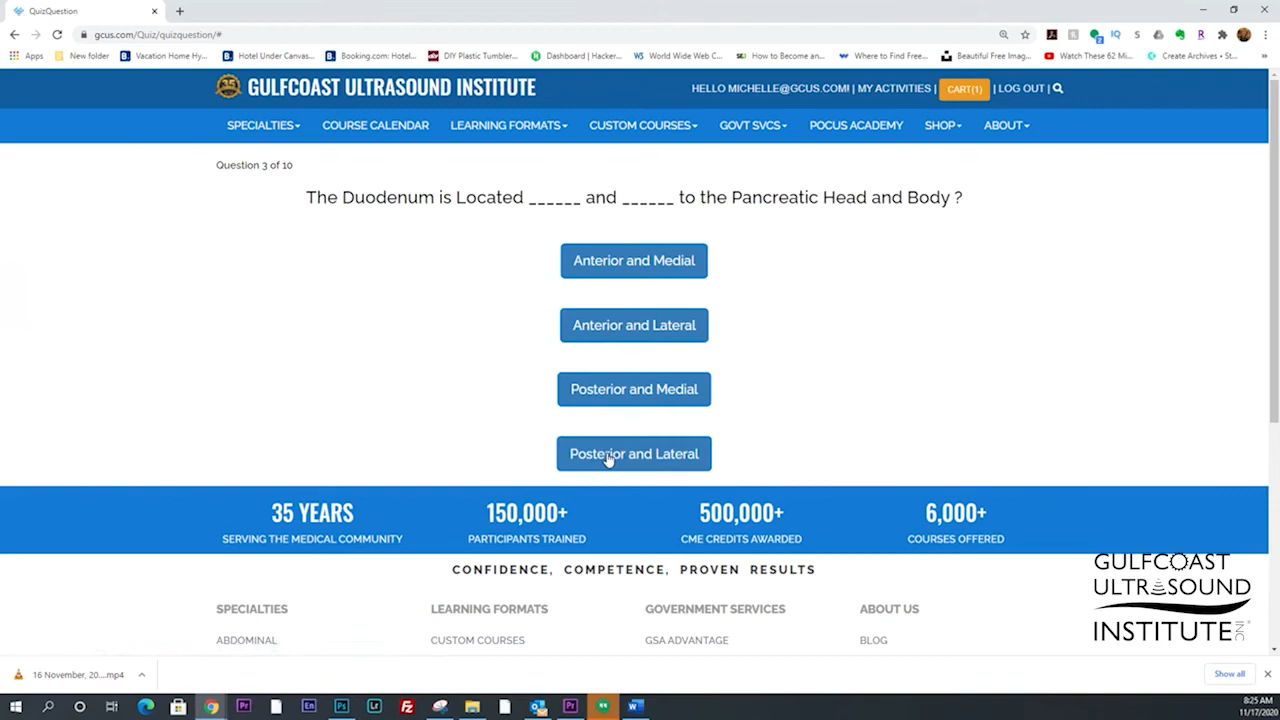 QuizQuestion
gcus.com/Quiz/quizquestion/#
Apps New folder Vacation Home Hy... Hotel Under Canvas... Booking.com: Hotel... DIY Plastic Tumbler... Dashboard | Hacker... World Wide Web C... How to Become an... Where to Find Free... Beautiful Free Imag... Watch These 62 Mi... Create Archives • St...
GULFCOAST ULTRASOUND INSTITUTE
HELLO MICHELLE@GCUS.COM! | MY ACTIVITIES | CART(1) | LOG OUT |
SPECIALTIES COURSE CALENDAR LEARNING FORMATS CUSTOM COURSES GOVT SVCS POCUS ACADEMY SHOP ABOUT
Question 3 of 10
The Duodenum is Located ______ and ______ to the Pancreatic Head and Body ?
Anterior and Medial
Anterior and Lateral
Posterior and Medial
Posterior and Lateral
35 YEARS 150,000+ 500,000+ 6,000+
SERVING THE MEDICAL COMMUNITY PARTICIPANTS TRAINED CME CREDITS AWARDED COURSES OFFERED
CONFIDENCE, COMPETENCE, PROVEN RESULTS
SPECIALTIES LEARNING FORMATS GOVERNMENT SERVICES ABOUT US
ABDOMINAL CUSTOM COURSES GSA ADVANTAGE BLOG
GULFCOAST
ULTRASOUND
INSTITUTE INC
16 November, 20....mp4 Show all
8:25 AM
11/17/2020